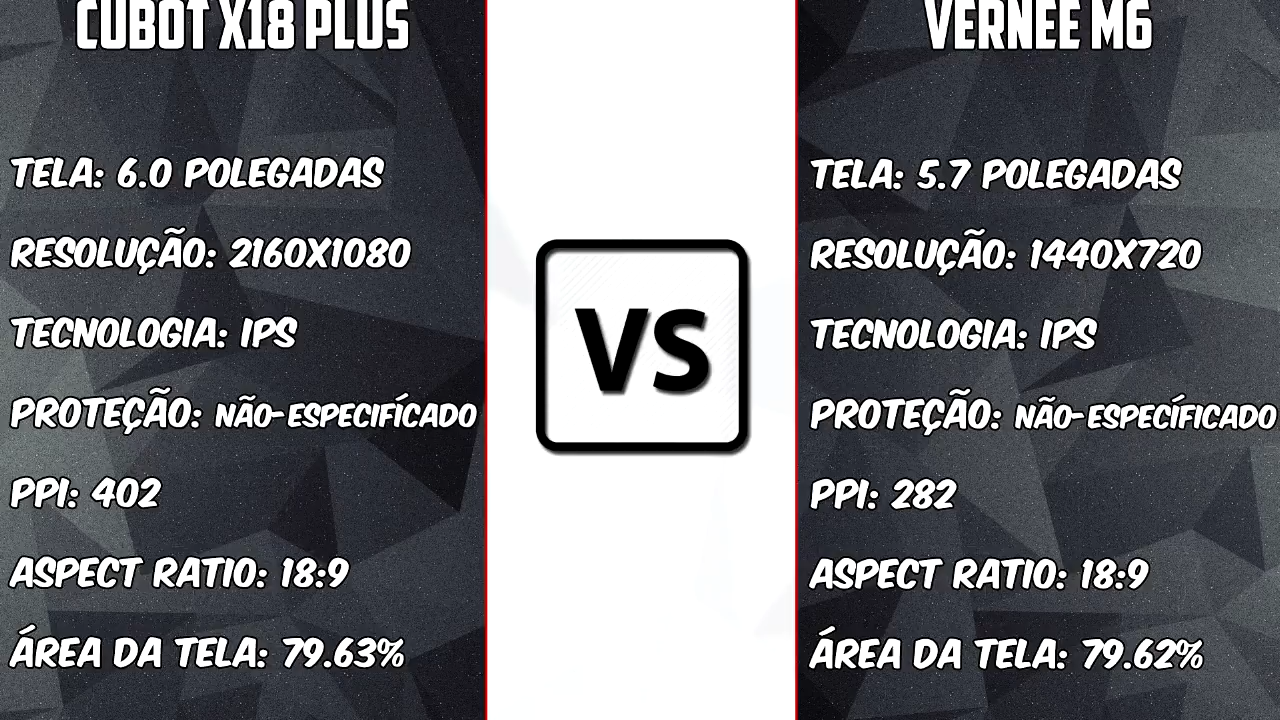 CUBOT X18 PLUS
TELA: 6.0 POLEGADAS
RESOLUÇÃO: 2160X1080
TECNOLOGIA: IPS
PROTEÇÃO: NÃO-ESPECIFÍCADO
PPI: 402
ASPECT RATIO: 18:9
ÁREA DA TELA: 79.63%
VS
VERNEE M6
TELA: 5.7 POLEGADAS
RESOLUÇÃO: 1440X720
TECNOLOGIA: IPS
PROTEÇÃO: NÃO-ESPECÍFICADO
PPI: 282
ASPECT RATIO: 18:9
ÁREA DA TELA: 79.62%